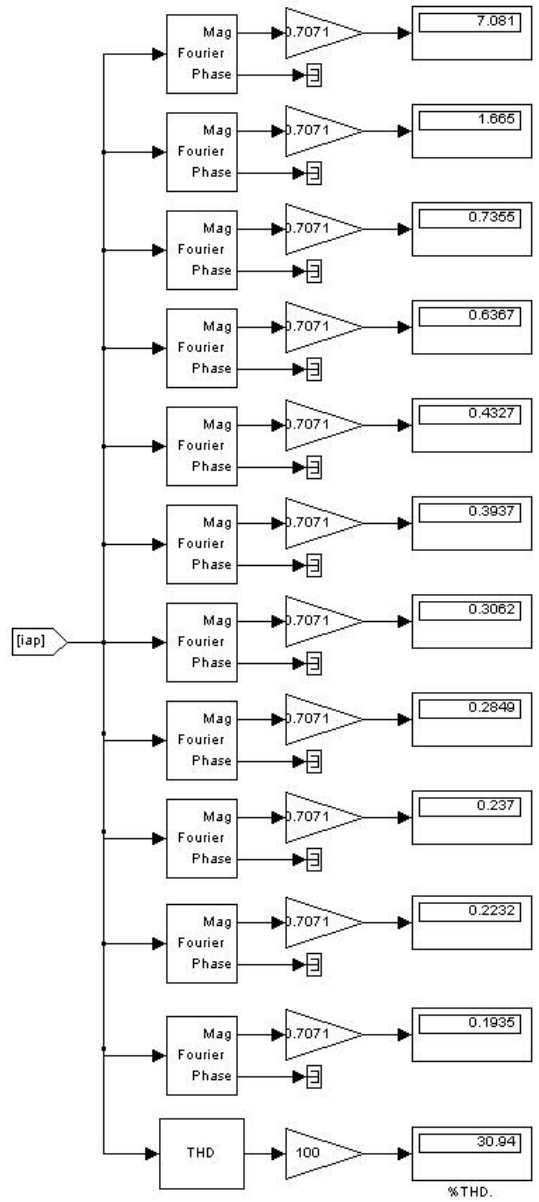 Mag
Fourier
Phase
0.7071
7.081
Mag
Fourier
Phase
0.7071
1.665
Mag
Fourier
Phase
0.7071
0.7355
Mag
Fourier
Phase
0.7071
0.6367
Mag
Fourier
Phase
0.7071
0.4327
Mag
Fourier
Phase
0.7071
0.3937
[iap]
Mag
Fourier
Phase
0.7071
0.3062
Mag
Fourier
Phase
0.7071
0.2849
Mag
Fourier
Phase
0.7071
0.237
Mag
Fourier
Phase
0.7071
0.2232
Mag
Fourier
Phase
0.7071
0.1935
THD
100
30.94
%THD.